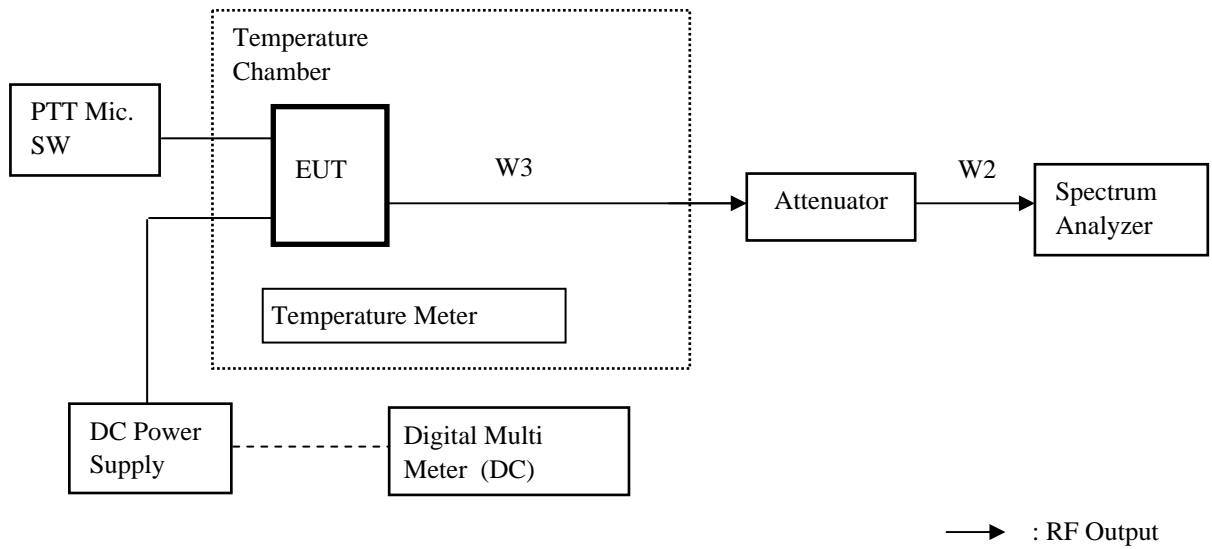 Temperature
Chamber
PTT Mic.
SW
EUT
W3
Attenuator
W2
Spectrum
Analyzer
Temperature Meter
DC Power
Supply
Digital Multi
Meter (DC)
: RF Output